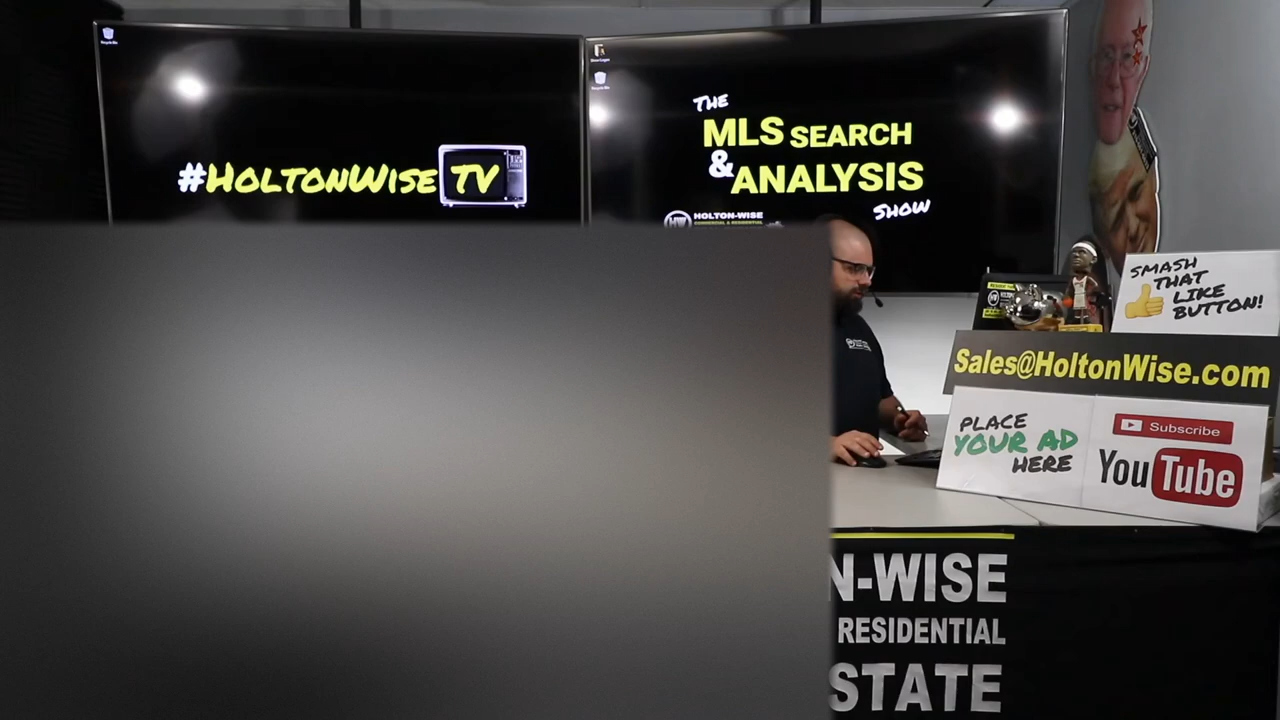 #HOLTONWISE TV
THE
MLS SEARCH
& ANALYSIS
SHOW
HOLTON-WISE
SMASH
THAT
LIKE
BUTTON!
Sales@HoltonWise.com
PLACE
YOUR AD
HERE
Subscribe
YouTube
N-WISE
RESIDENTIAL
STATE